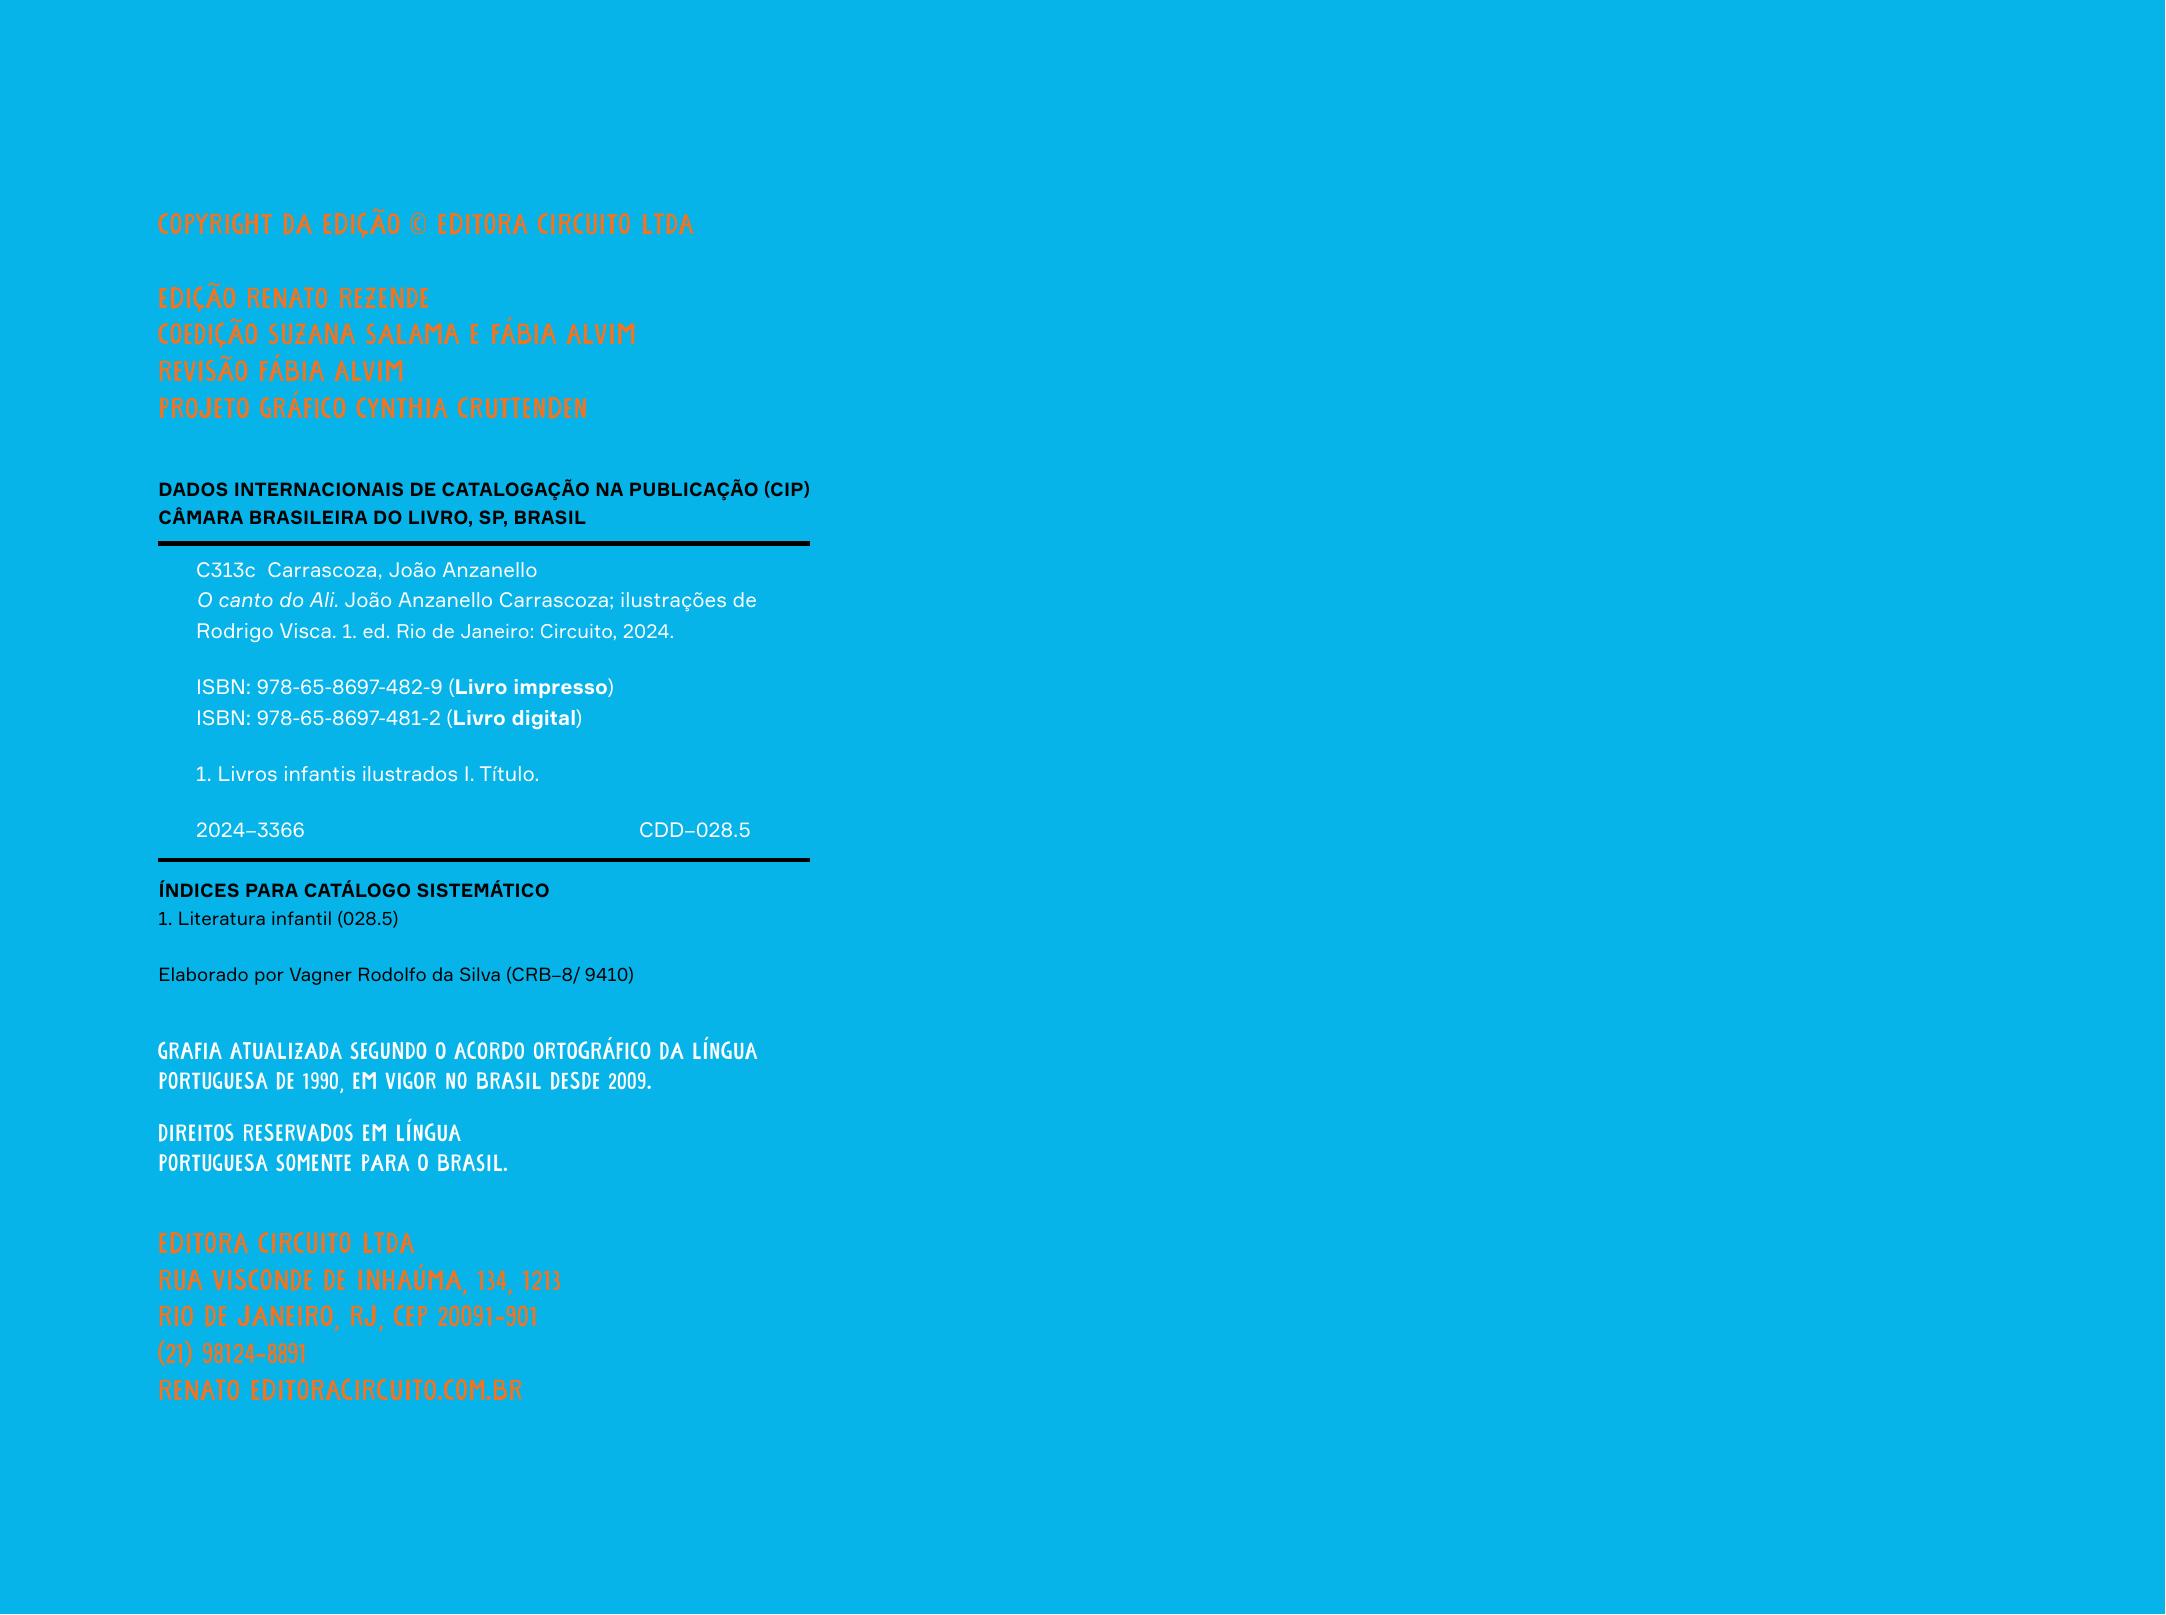 COPYRIGHT DA EDIÇÃO © EDITORA CIRCUITO LTDA
EDIÇÃO RENATO REZENDE
COEDIÇÃO SUZANA SALAMA E FÁBIA ALVIM
REVISÃO FÁBIA ALVIM
PROJETO GRÁFICO CYNTHIA CRUTTENDEN
DADOS INTERNACIONAIS DE CATALOGAÇÃO NA PUBLICAÇÃO (CIP)
CÂMARA BRASILEIRA DO LIVRO, SP, BRASIL
C313c Carrascoza, João Anzanello
O canto do Ali. João Anzanello Carrascoza; ilustrações de
Rodrigo Visca. 1. ed. Rio de Janeiro: Circuito, 2024.
ISBN: 978-65-8697-482-9 (Livro impresso)
ISBN: 978-65-8697-481-2 (Livro digital)
1. Livros infantis ilustrados I. Título.
2024–3366 CDD–028.5
ÍNDICES PARA CATÁLOGO SISTEMÁTICO
1. Literatura infantil (028.5)
Elaborado por Vagner Rodolfo da Silva (CRB–8/ 9410)
GRAFIA ATUALIZADA SEGUNDO O ACORDO ORTOGRÁFICO DA LÍNGUA
PORTUGUESA DE 1990, EM VIGOR NO BRASIL DESDE 2009.
DIREITOS RESERVADOS EM LÍNGUA
PORTUGUESA SOMENTE PARA O BRASIL.
EDITORA CIRCUITO LTDA
RUA VISCONDE DE INHAÚMA, 134, 1213
RIO DE JANEIRO, RJ, CEP 20091-901
(21) 98124-8891
RENATO EDITORACIRCUITO.COM.BR